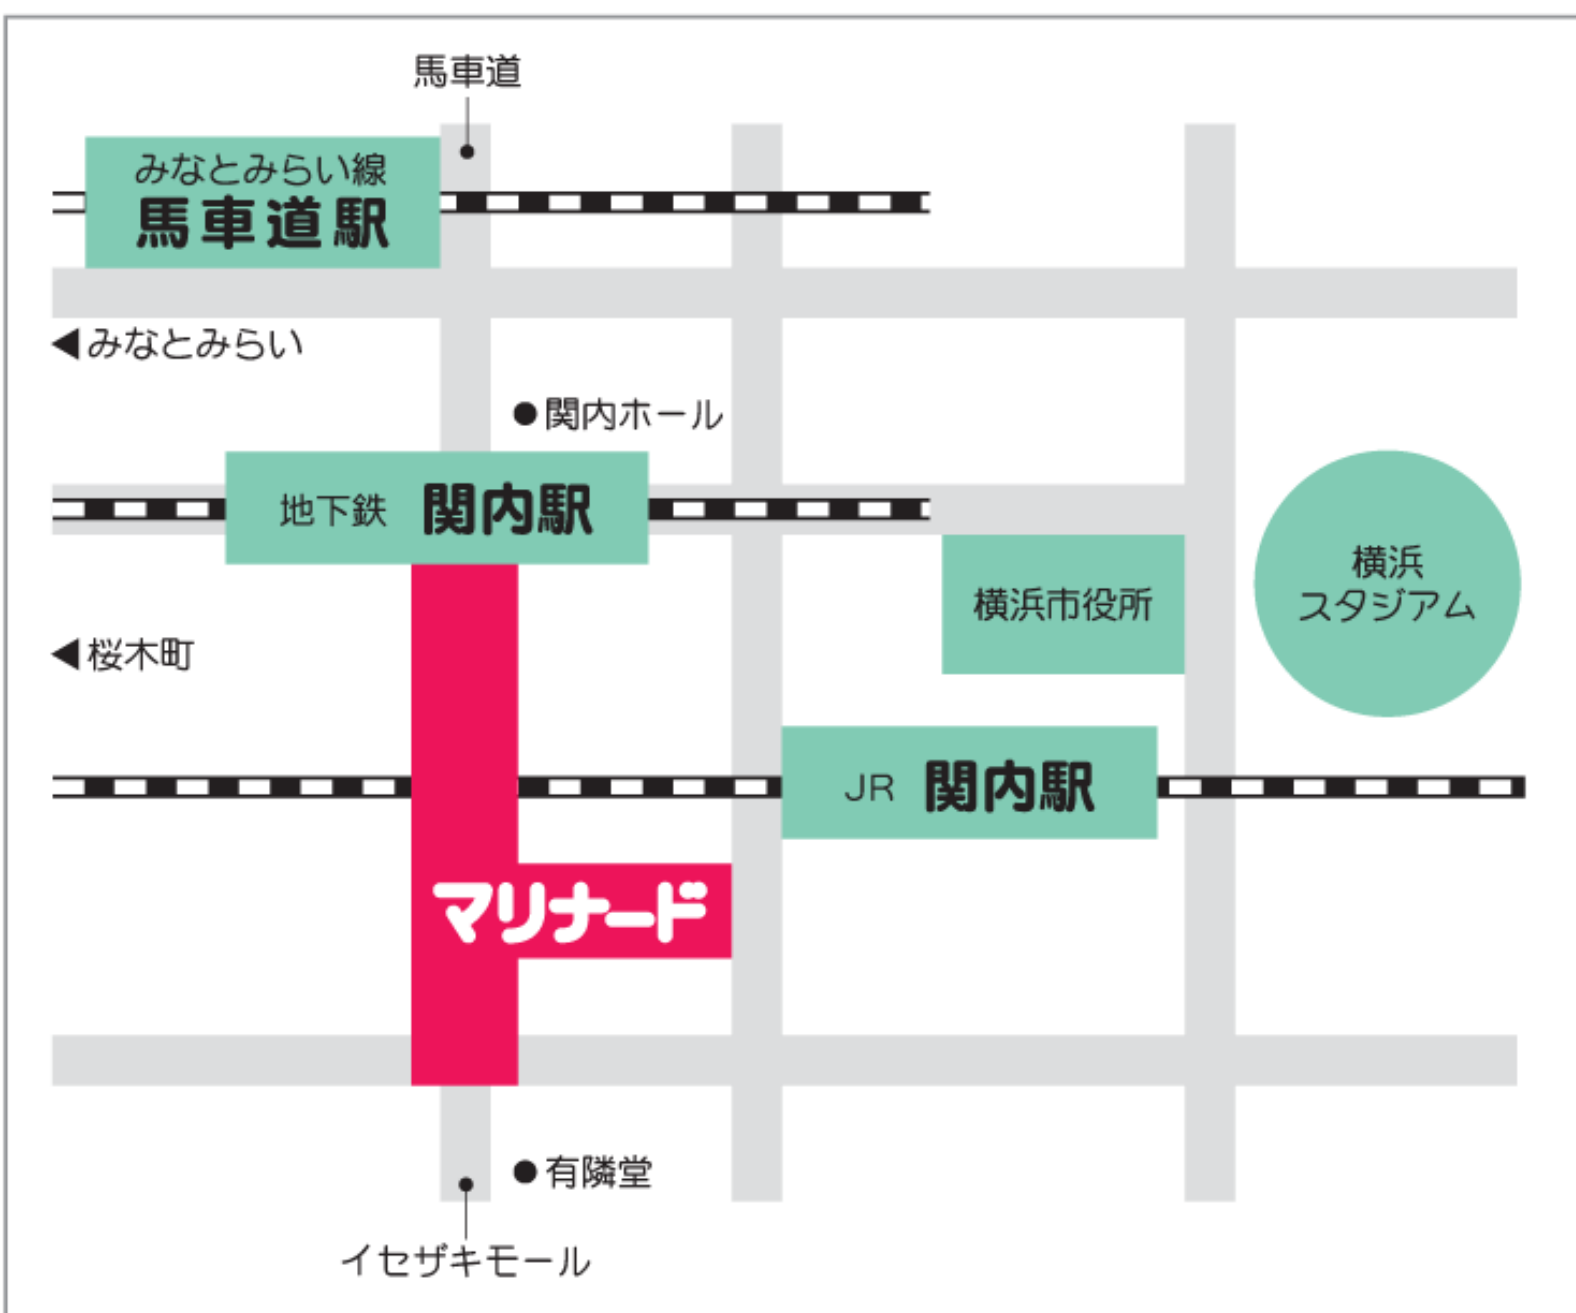 馬車道
みなとみらい線
馬車道駅
◀みなとみらい
●関内ホール
地下鉄 関内駅
横浜
スタジアム
横浜市役所
◀桜木町
JR 関内駅
マリナード
●有隣堂
イセザキモール